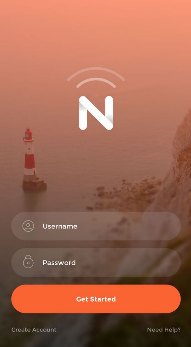 N
Username
Password
Get Started
Create Account Need Help?